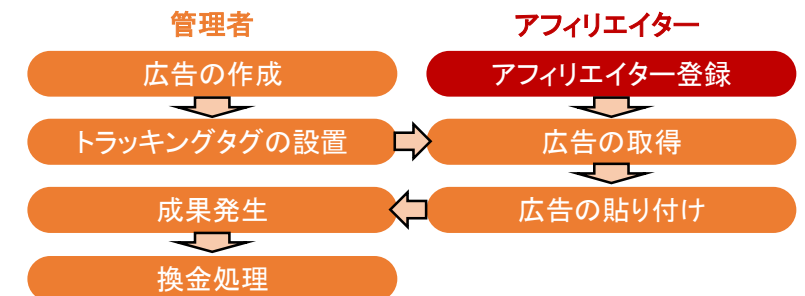 管理者
アフィリエイター
広告の作成
アフィリエイター登録
トラッキングタグの設置
広告の取得
成果発生
広告の貼り付け
換金処理